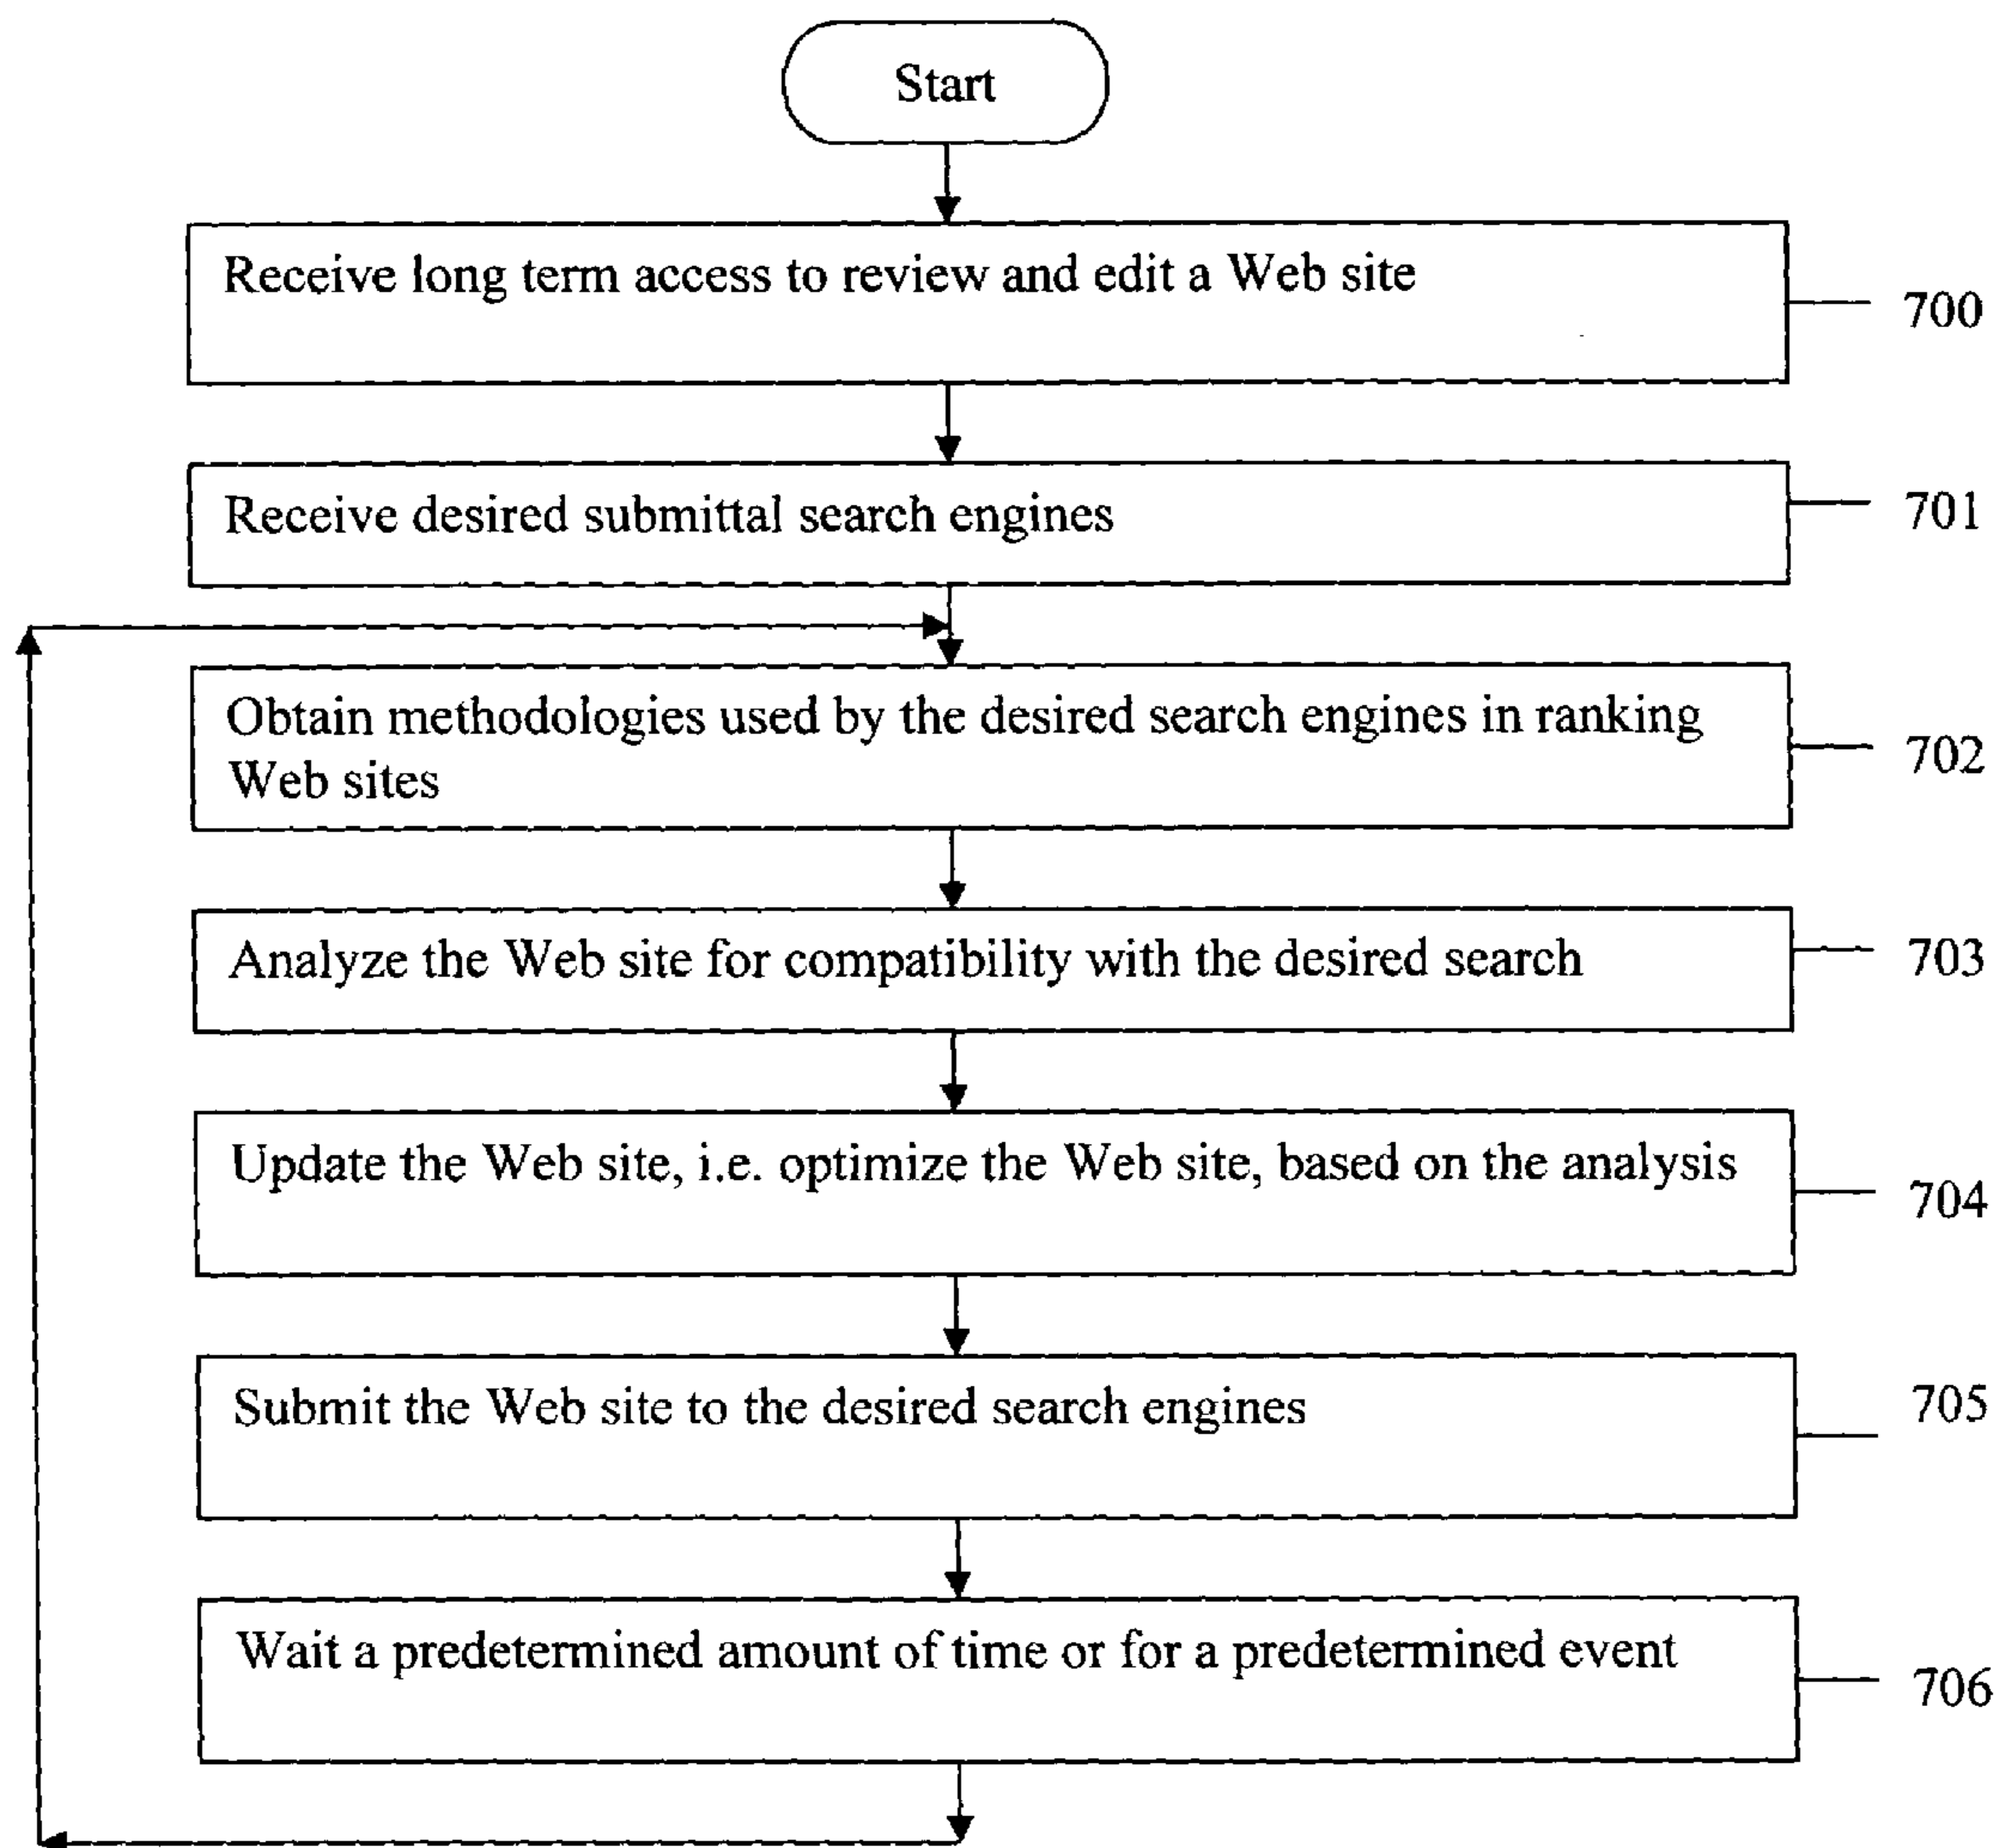 Start
Receive long term access to review and edit a Web site
700
Receive desired submittal search engines
701
Obtain methodologies used by the desired search engines in ranking
Web sites
702
Analyze the Web site for compatibility with the desired search
703
Update the Web site, i.e. optimize the Web site, based on the analysis
704
Submit the Web site to the desired search engines
705
Wait a predetermined amount of time or for a predetermined event
706